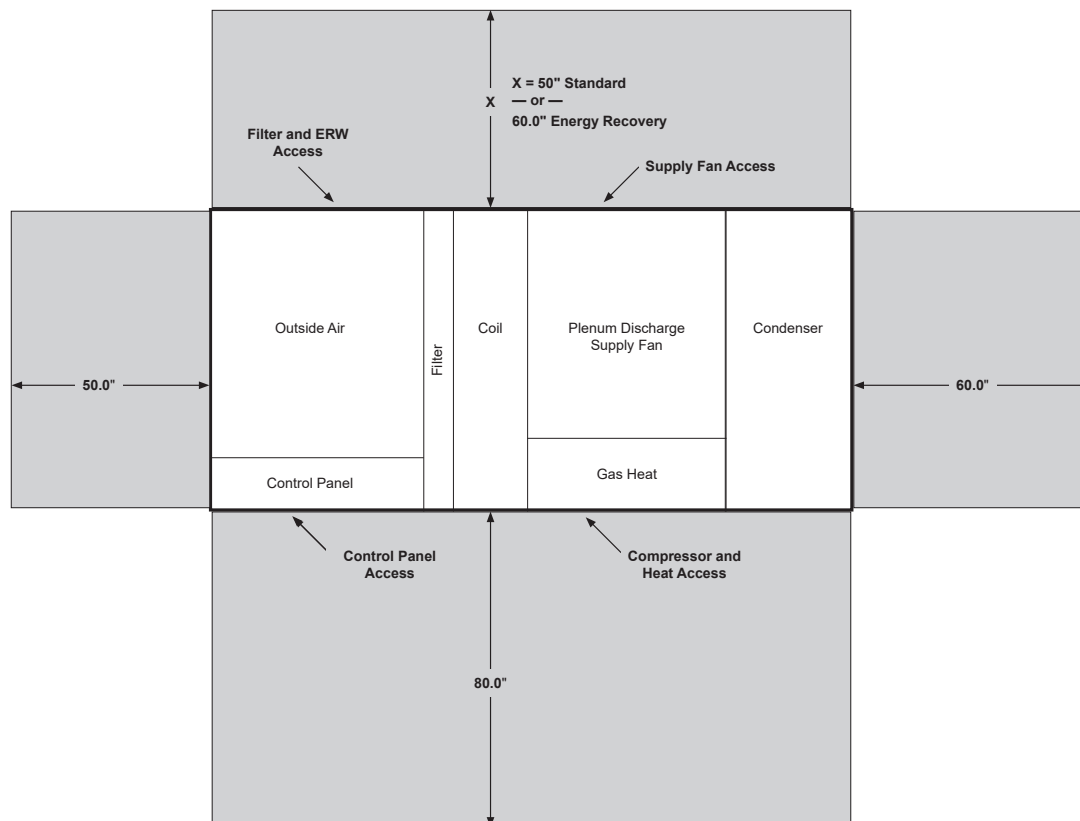 X = 50" Standard
X — or —
60.0" Energy Recovery
Filter and ERW
Access
Supply Fan Access
Outside Air
Filter
Coil
Plenum Discharge
Supply Fan
Condenser
50.0"
60.0"
Control Panel
Gas Heat
Control Panel
Access
Compressor and
Heat Access
80.0"